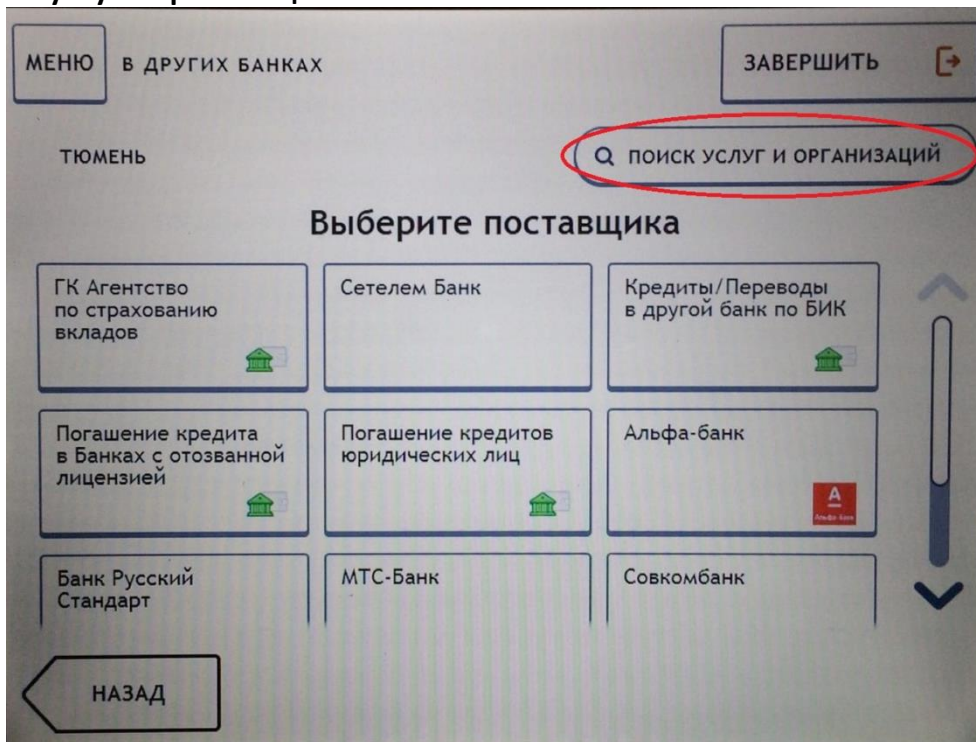 МЕНЮ
В ДРУГИХ БАНКАХ
ЗАВЕРШИТЬ
ТЮМЕНЬ
ПОИСК УСЛУГ И ОРГАНИЗАЦИЙ
Выберите поставщика
ГК Агентство
по страхованию
вкладов
Сетелем Банк
Кредиты/Переводы
в другой банк по БИК
Погашение кредита
в Банках с отозванной
лицензией
Погашение кредитов
юридических лиц
Альфа-банк
А
Альфа-Банк
Банк Русский
Стандарт
МТС-Банк
Совкомбанк
НАЗАД